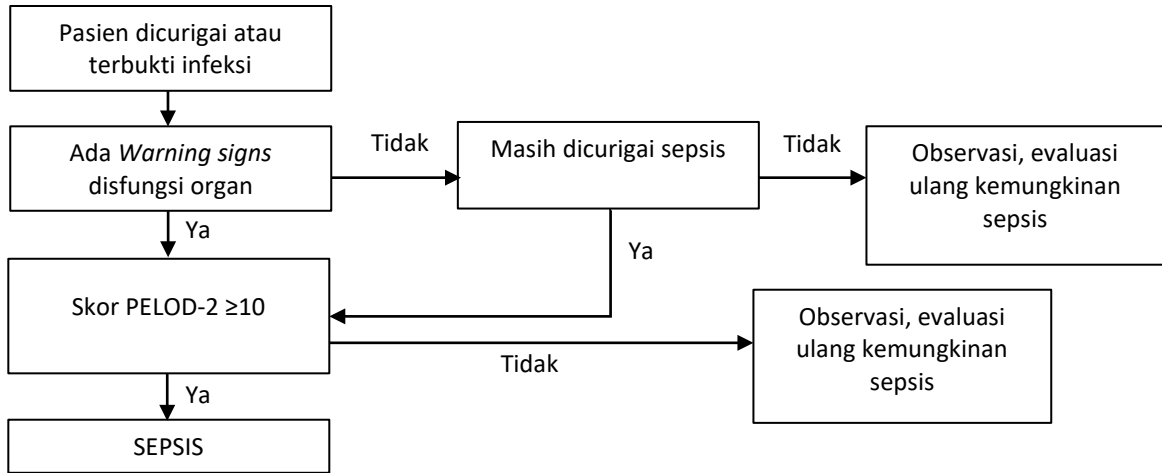 Pasien dicurigai atau
terbukti infeksi
Ada Warning signs
disfungsi organ
Tidak
Masih dicurigai sepsis
Tidak
Observasi, evaluasi
ulang kemungkinan
sepsis
Ya
Ya
Skor PELOD-2 ≥10
Tidak
Observasi, evaluasi
ulang kemungkinan
sepsis
Ya
SEPSIS